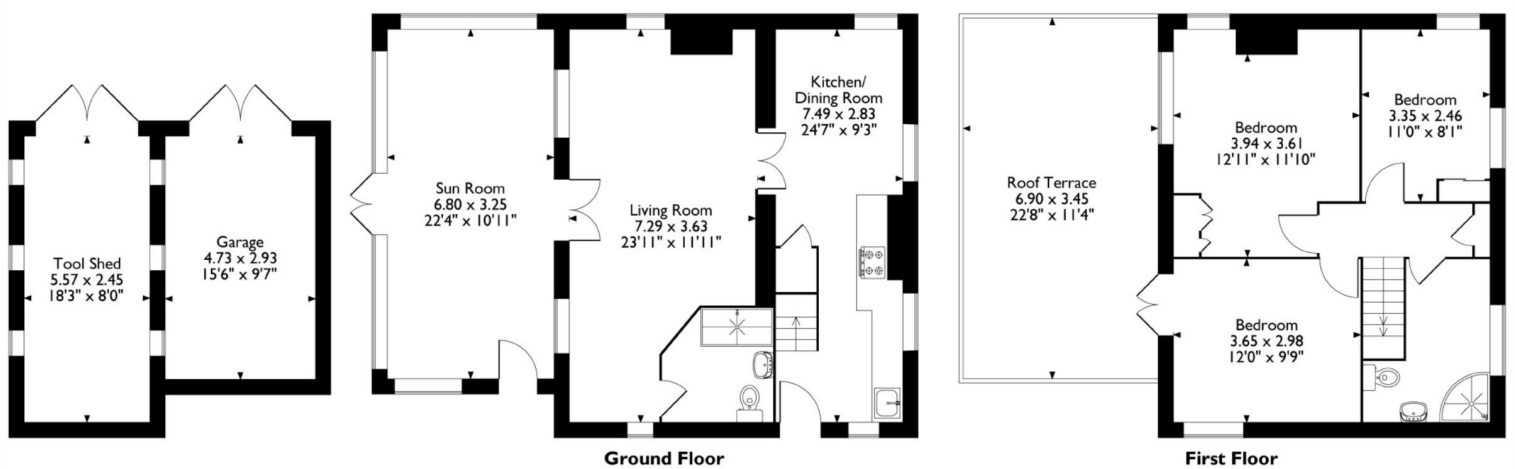 Tool Shed
5.57 x 2.45
18'3" x 8'0"
Garage
4.73 x 2.93
15'6" x 9'7"
Sun Room
6.80 x 3.25
22'4" x 10'11"
Living Room
7.29 x 3.63
23'11" x 11'11"
Kitchen/
Dining Room
7.49 x 2.83
24'7" x 9'3"
Ground Floor
Roof Terrace
6.90 x 3.45
22'8" x 11'4"
Bedroom
3.94 x 3.61
12'11" x 11'10"
Bedroom
3.35 x 2.46
11'0" x 8'1"
Bedroom
3.65 x 2.98
12'0" x 9'9"
First Floor